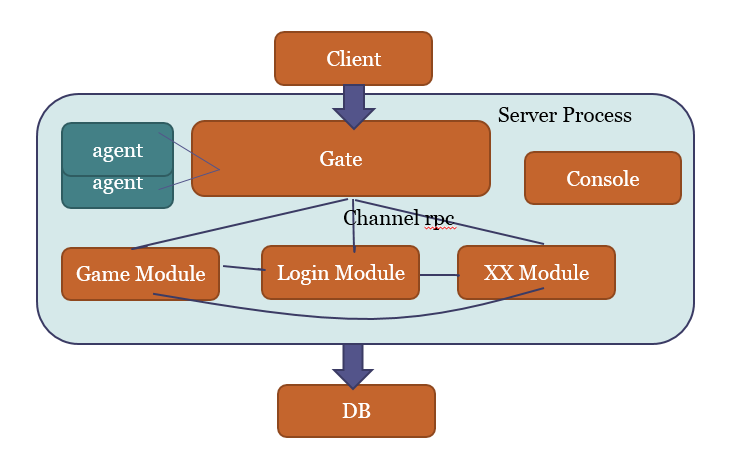 Client
Server Process
agent
agent
Gate
Console
Channel rpc
Game Module
Login Module
XX Module
DB